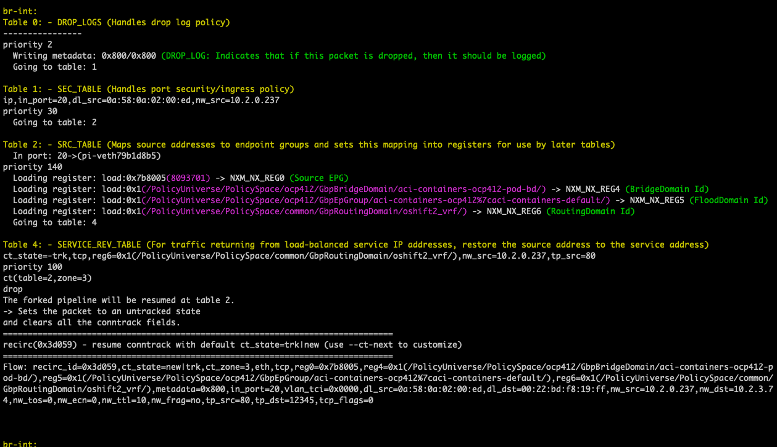 br-int:
Table 0: - DROP_LOGS (Handles drop log policy)
----------------
priority 2
Writing metadata: 0x800/0x800 (DROP_LOG: Indicates that if this packet is dropped, then it should be logged)
Going to table: 1
Table 1: - SEC_TABLE (Handles port security/ingress policy)
ip,in_port=20,dl_src=0a:58:0a:02:00:ed,nw_src=10.2.0.237
priority 30
Going to table: 2
Table 2: - SRC_TABLE (Maps source addresses to endpoint groups and sets this mapping into registers for use by later tables)
In port: 20->(pi-veth79b1d8b5)
priority 140
Loading register: load:0x7b8005(8093701) -> NXM_NX_REG0 (Source EPG)
Loading register: load:0x1(/PolicyUniverse/PolicySpace/ocp412/GbpBridgeDomain/aci-containers-ocp412-pod-bd/) -> NXM_NX_REG4 (BridgeDomain Id)
Loading register: load:0x1(/PolicyUniverse/PolicySpace/ocp412/GbpEpGroup/aci-containers-ocp412%7caci-containers-default/) -> NXM_NX_REG5 (FloodDomain Id)
Loading register: load:0x1(/PolicyUniverse/PolicySpace/common/GbpRoutingDomain/oshift2_vrf/) -> NXM_NX_REG6 (RoutingDomain Id)
Going to table: 4
Table 4: - SERVICE_REV_TABLE (For traffic returning from load-balanced service IP addresses, restore the source address to the service address)
ct_state=-trk,tcp,reg6=0x1(/PolicyUniverse/PolicySpace/common/GbpRoutingDomain/oshift2_vrf/),nw_src=10.2.0.237,tp_src=80
priority 100
ct(table=2,zone=3)
drop
The forked pipeline will be resumed at table 2.
-> Sets the packet to an untracked state
and clears all the conntrack fields.
===============================================================================
recirc(0x3d059) - resume conntrack with default ct_state=trk|new (use --ct-next to customize)
===============================================================================
Flow: recirc_id=0x3d059,ct_state=new|trk,ct_zone=3,eth,tcp,reg0=0x7b8005,reg4=0x1(/PolicyUniverse/PolicySpace/ocp412/GbpBridgeDomain/aci-containers-ocp412-p
od-bd/),reg5=0x1(/PolicyUniverse/PolicySpace/ocp412/GbpEpGroup/aci-containers-ocp412%7caci-containers-default/),reg6=0x1(/PolicyUniverse/PolicySpace/common/
GbpRoutingDomain/oshift2_vrf/),metadata=0x800,in_port=20,vlan_tci=0x0000,dl_src=0a:58:0a:02:00:ed,dl_dst=00:22:bd:f8:19:ff,nw_src=10.2.0.237,nw_dst=10.2.3.7
4,nw_tos=0,nw_ecn=0,nw_ttl=10,nw_frag=no,tp_src=80,tp_dst=12345,tcp_flags=0
br-int: